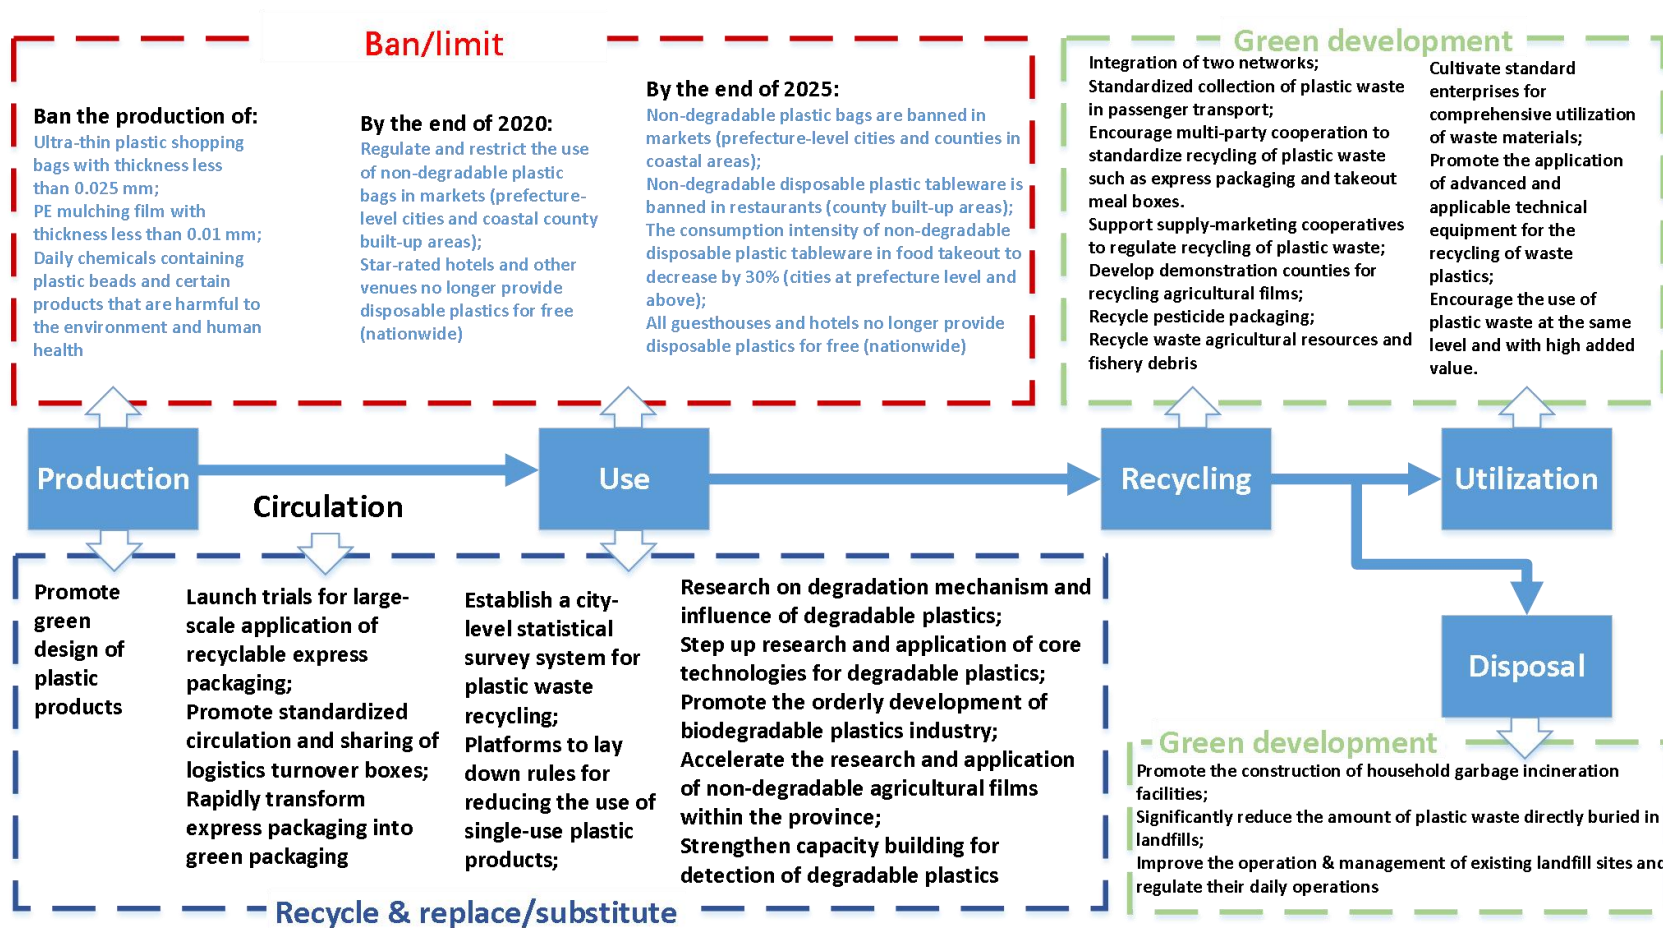 Ban/limit
Ban the production of:
Ultra-thin plastic shopping
bags with thickness less
than 0.025 mm;
PE mulching film with
thickness less than 0.01 mm;
Daily chemicals containing
plastic beads and certain
products that are harmful to
the environment and human
health
By the end of 2020:
Regulate and restrict the use
of non-degradable plastic
bags in markets (prefecture-
level cities and coastal county
built-up areas);
Star-rated hotels and other
venues no longer provide
disposable plastics for free
(nationwide)
By the end of 2025:
Non-degradable plastic bags are banned in
markets (prefecture-level cities and counties in
coastal areas);
Non-degradable disposable plastic tableware is
banned in restaurants (county built-up areas);
The consumption intensity of non-degradable
disposable plastic tableware in food takeout to
decrease by 30% (cities at prefecture level and
above);
All guesthouses and hotels no longer provide
disposable plastics for free (nationwide)
Green development
Integration of two networks;
Standardized collection of plastic waste
in passenger transport;
Encourage multi-party cooperation to
standardize recycling of plastic waste
such as express packaging and takeout
meal boxes.
Support supply-marketing cooperatives
to regulate recycling of plastic waste;
Develop demonstration counties for
recycling agricultural films;
Recycle pesticide packaging;
Recycle waste agricultural resources and
fishery debris
Cultivate standard
enterprises for
comprehensive utilization
of waste materials;
Promote the application
of advanced and
applicable technical
equipment for the
recycling of waste
plastics;
Encourage the use of
plastic waste at the same
level and with high added
value.
Production
Circulation
Use
Recycling
Utilization
Disposal
Promote
green
design of
plastic
products
Launch trials for large-
scale application of
recyclable express
packaging;
Promote standardized
circulation and sharing of
logistics turnover boxes;
Rapidly transform
express packaging into
green packaging
Establish a city-
level statistical
survey system for
plastic waste
recycling;
Platforms to lay
down rules for
reducing the use of
single-use plastic
products;
Research on degradation mechanism and
influence of degradable plastics;
Step up research and application of core
technologies for degradable plastics;
Promote the orderly development of
biodegradable plastics industry;
Accelerate the research and application
of non-degradable agricultural films
within the province;
Strengthen capacity building for
detection of degradable plastics
Recycle & replace/substitute
Green development
Promote the construction of household garbage incineration
facilities;
Significantly reduce the amount of plastic waste directly buried in
landfills;
Improve the operation & management of existing landfill sites and
regulate their daily operations